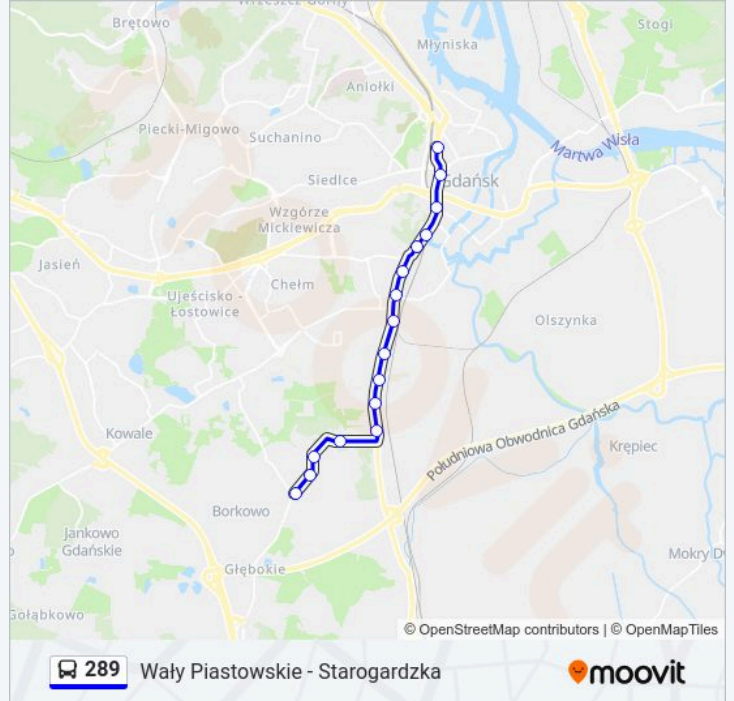 Wrzeszcz Górny
Brętowo
Stogi
Młyniska
Aniołki
Piecki-Migowo
Suchanino
Martwa Wisła
Siedlce
Gdańsk
Wzgórze
Mickiewicza
Jasień
Chełm
Ujeścisko -
Łostowice
Olszynka
Kowale
Południowa Obwodnica Gdańska
Krępiec
Borkowo
Jankowo
Gdańskie
Mokry D
Głębokie
Gołąbkowo
© OpenStreetMap contributors | © OpenMapTiles
289 Wały Piastowskie - Starogardzka
moovit